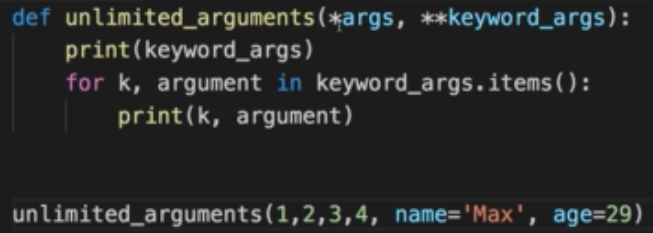 def unlimited_arguments(*args, **keyword_args):
    print(keyword_args)
    for k, argument in keyword_args.items():
        print(k, argument)
unlimited_arguments(1,2,3,4, name='Max', age=29)